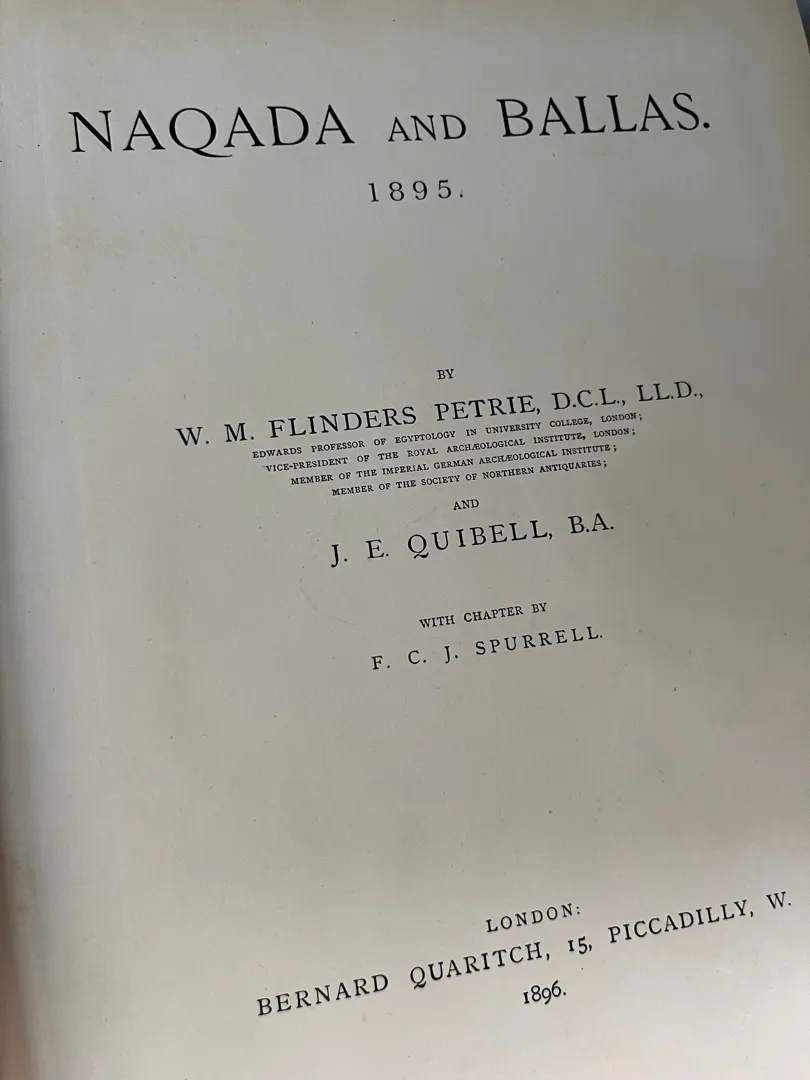 NAQADA AND BALLAS.
1895.
BY
W. M. FLINDERS PETRIE, D.C.L., LL.D.,
EDWARDS PROFESSOR OF EGYPTOLOGY IN UNIVERSITY COLLEGE, LONDON;
VICE-PRESIDENT OF THE ROYAL ARCHÆOLOGICAL INSTITUTE, LONDON;
MEMBER OF THE IMPERIAL GERMAN ARCHÆOLOGICAL INSTITUTE;
MEMBER OF THE SOCIETY OF NORTHERN ANTIQUARIES;
AND
J. E. QUIBELL, B.A.
WITH CHAPTER BY
F. C. J. SPURRELL.
LONDON:
BERNARD QUARITCH, 15, PICCADILLY, W.
1896.